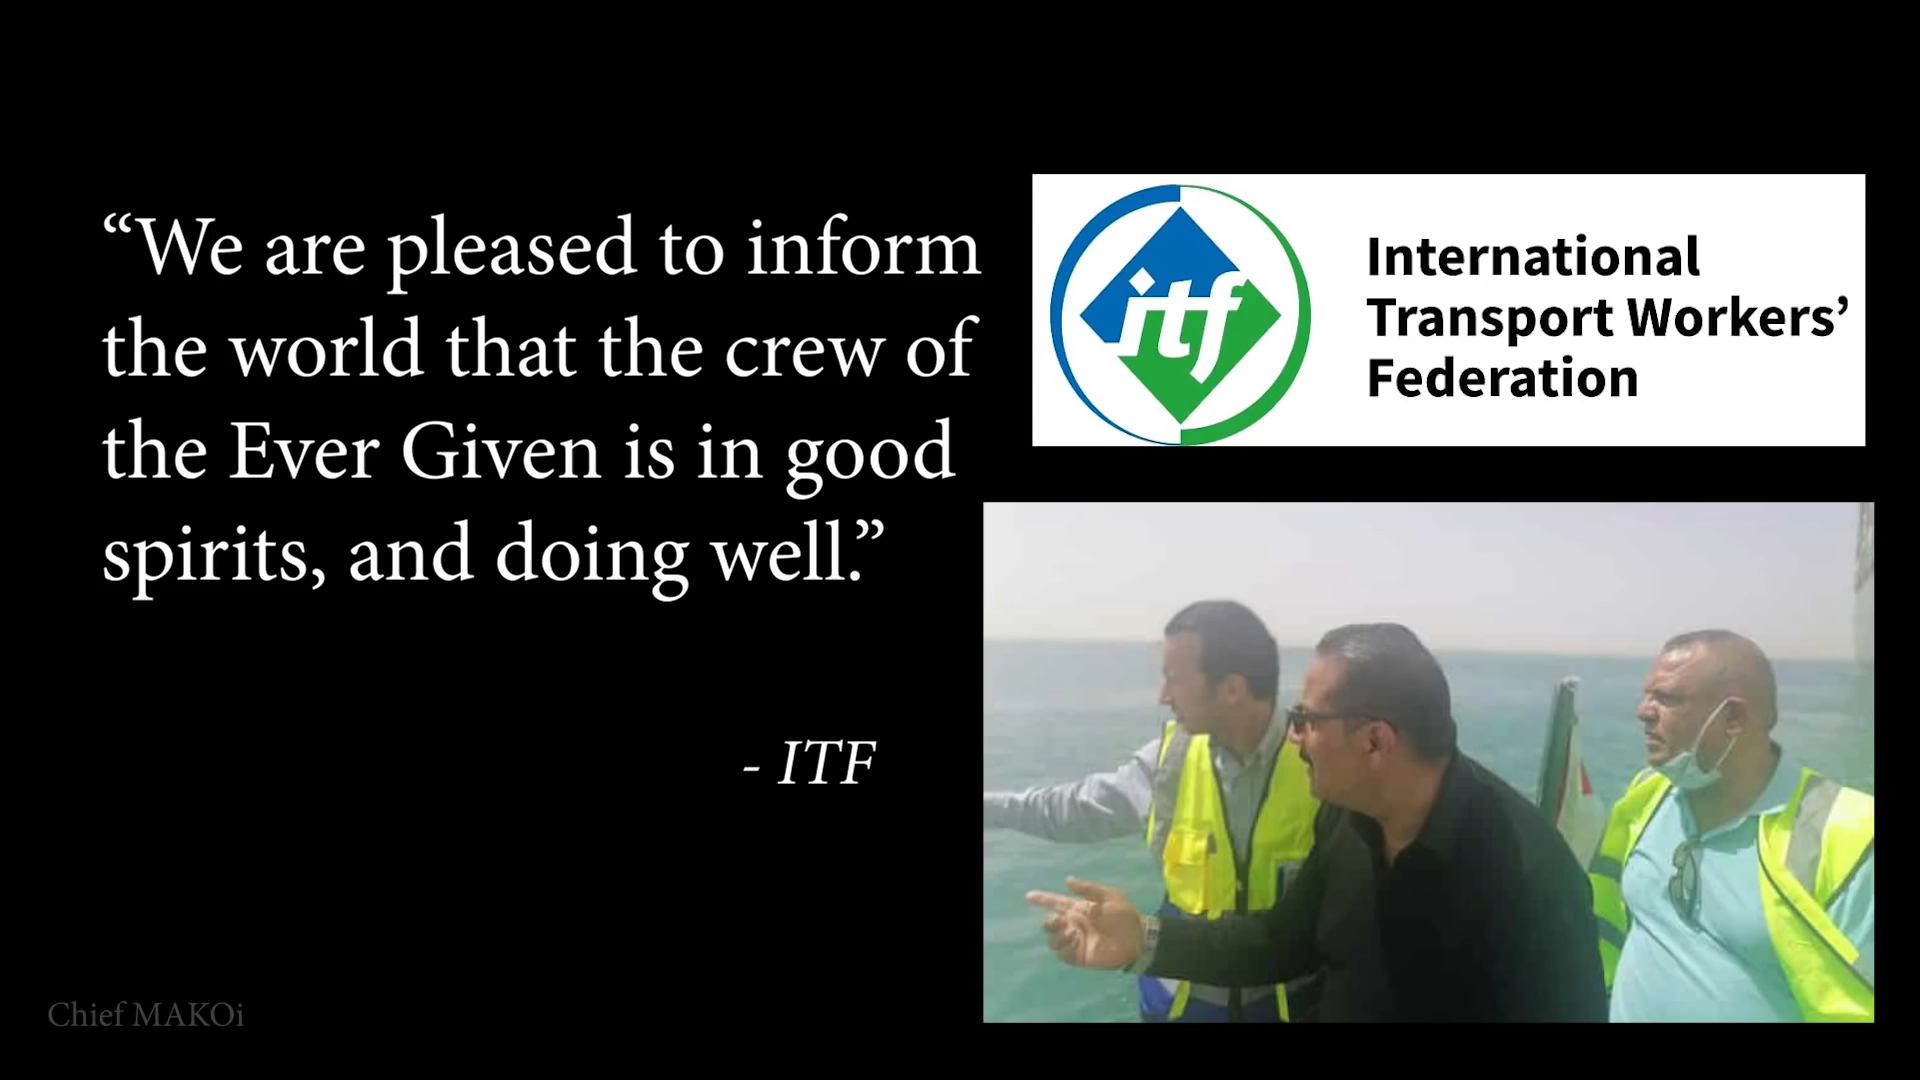 “We are pleased to inform
the world that the crew of
the Ever Given is in good
spirits, and doing well.”
- ITF
itf
International
Transport Workers’
Federation
Chief MAKOi